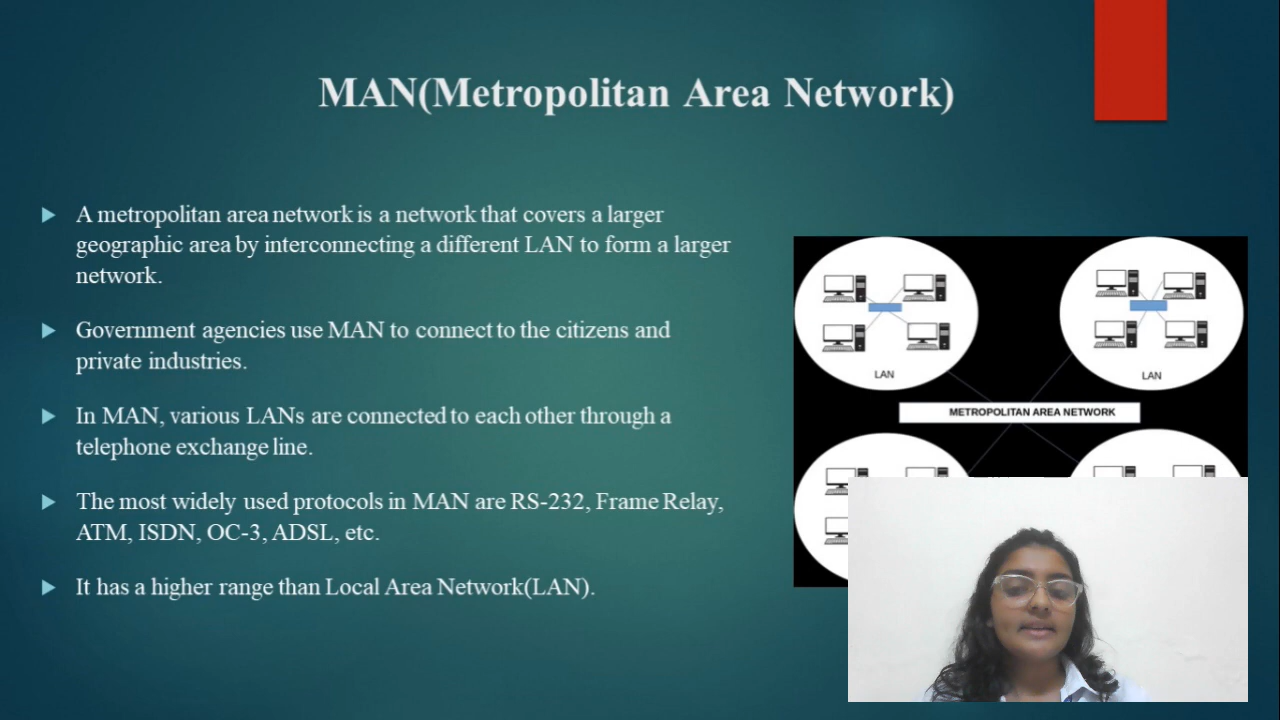 MAN(Metropolitan Area Network)
A metropolitan area network is a network that covers a larger
geographic area by interconnecting a different LAN to form a larger
network.
Government agencies use MAN to connect to the citizens and
private industries.
In MAN, various LANs are connected to each other through a
telephone exchange line.
The most widely used protocols in MAN are RS-232, Frame Relay,
ATM, ISDN, OC-3, ADSL, etc.
It has a higher range than Local Area Network(LAN).
LAN
LAN
METROPOLITAN AREA NETWORK